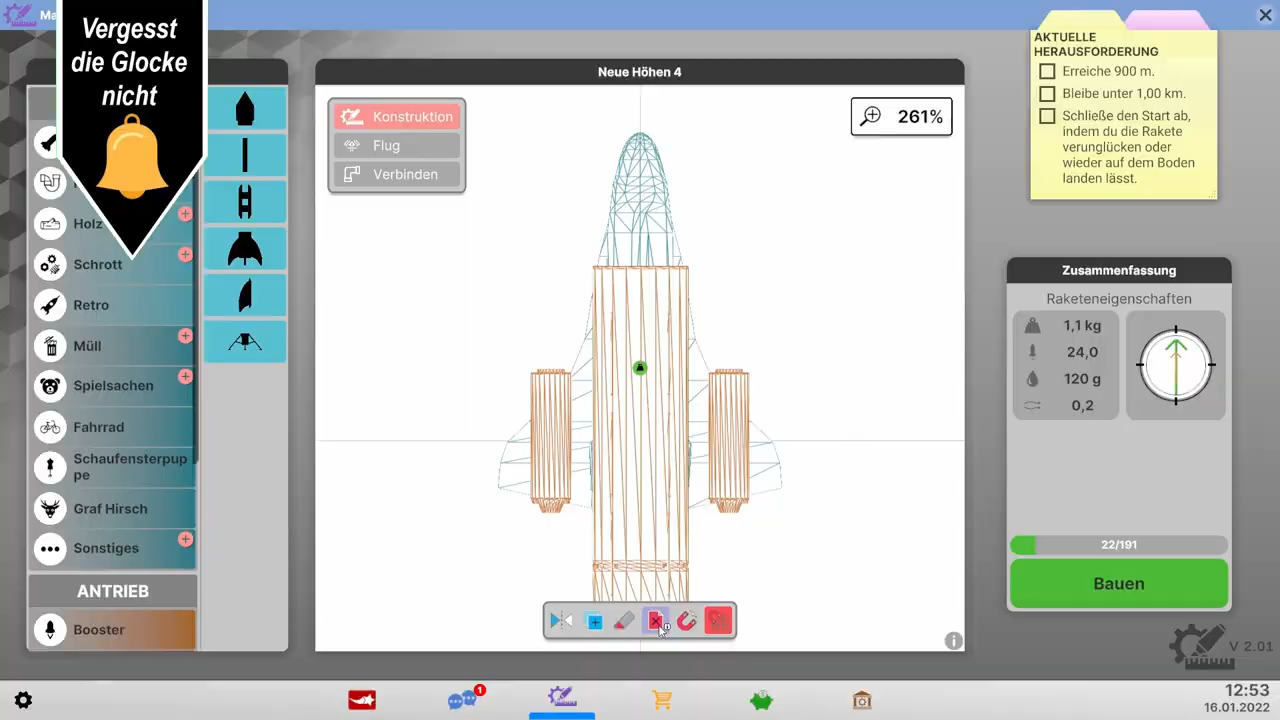 Ma
Vergesst
die Glocke
nicht
Holz
Schrott
Retro
Müll
Spielsachen
Fahrrad
Schaufensterpup
pe
Graf Hirsch
Sonstiges
ANTRIEB
Booster
Neue Höhen 4
Konstruktion
Flug
Verbinden
261%
AKTUELLE
HERAUSFORDERUNG
Erreiche 900 m.
Bleibe unter 1,00 km.
Schließe den Start ab,
indem du die Rakete
verunglücken oder
wieder auf dem Boden
landen lässt.
Zusammenfassung
Raketeneigenschaften
1,1 kg
24,0
120 g
0,2
22/191
Bauen
V 2.01
1
12:53
16.01.2022